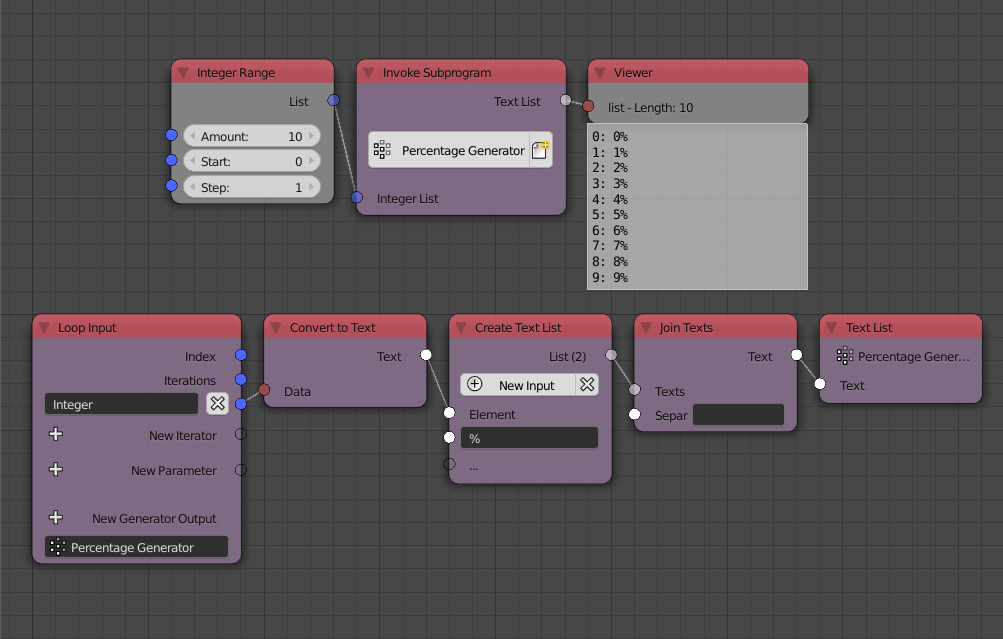 Integer Range
List
Amount: 10
Start: 0
Step: 1
Invoke Subprogram
Text List
Percentage Generator
Integer List
Viewer
list - Length: 10
0: 0%
1: 1%
2: 2%
3: 3%
4: 4%
5: 5%
6: 6%
7: 7%
8: 8%
9: 9%
Loop Input
Index
Iterations
Integer
New Iterator
New Parameter
New Generator Output
Percentage Generator
Convert to Text
Text
Data
Create Text List
List (2)
New Input
Element
%
...
Join Texts
Text
Texts
Separ
Text List
Percentage Gener...
Text